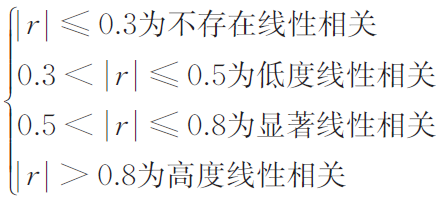 |r| ≤ 0.3为不存在线性相关
0.3 < |r| ≤ 0.5为低度线性相关
0.5 < |r| ≤ 0.8为显著线性相关
|r| > 0.8为高度线性相关